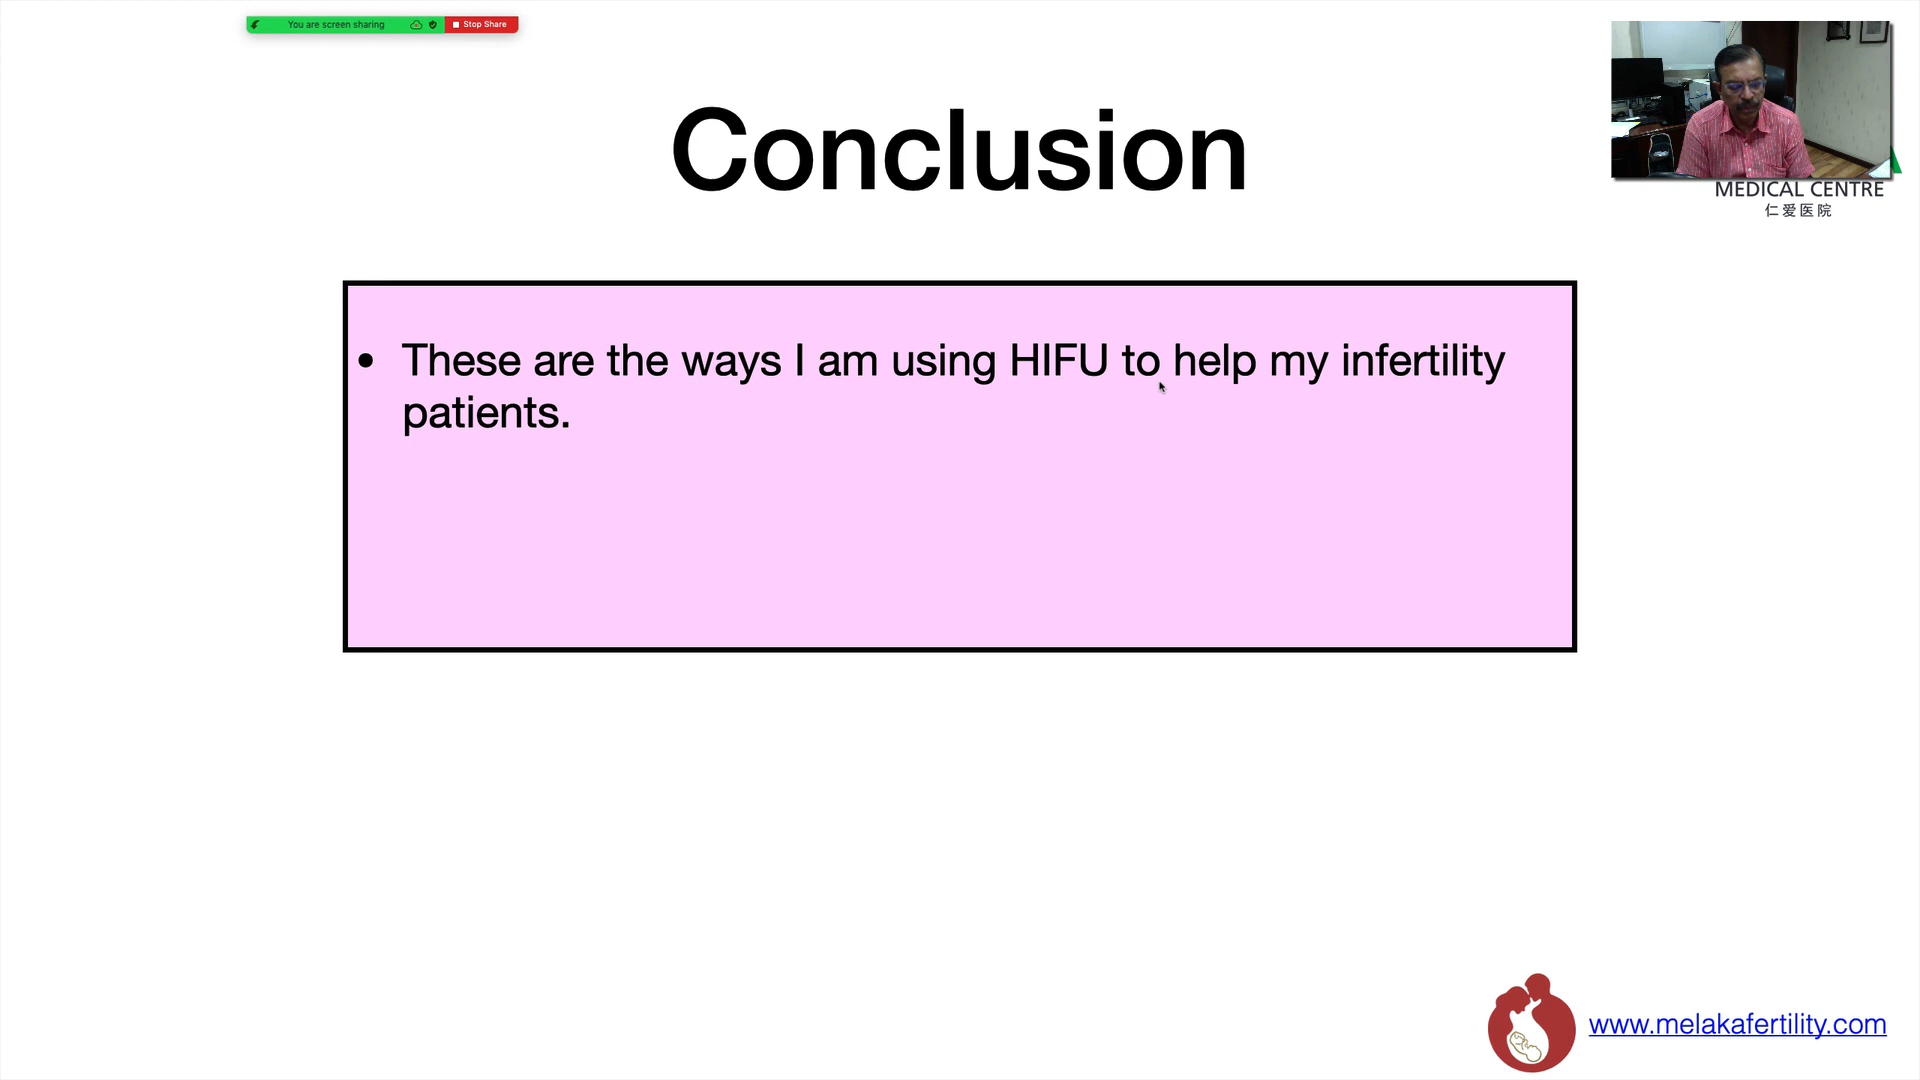 You are screen sharing
Stop Share
Conclusion
MEDICAL CENTRE
仁爱医院
• These are the ways I am using HIFU to help my infertility
patients.
www.melakafertility.com